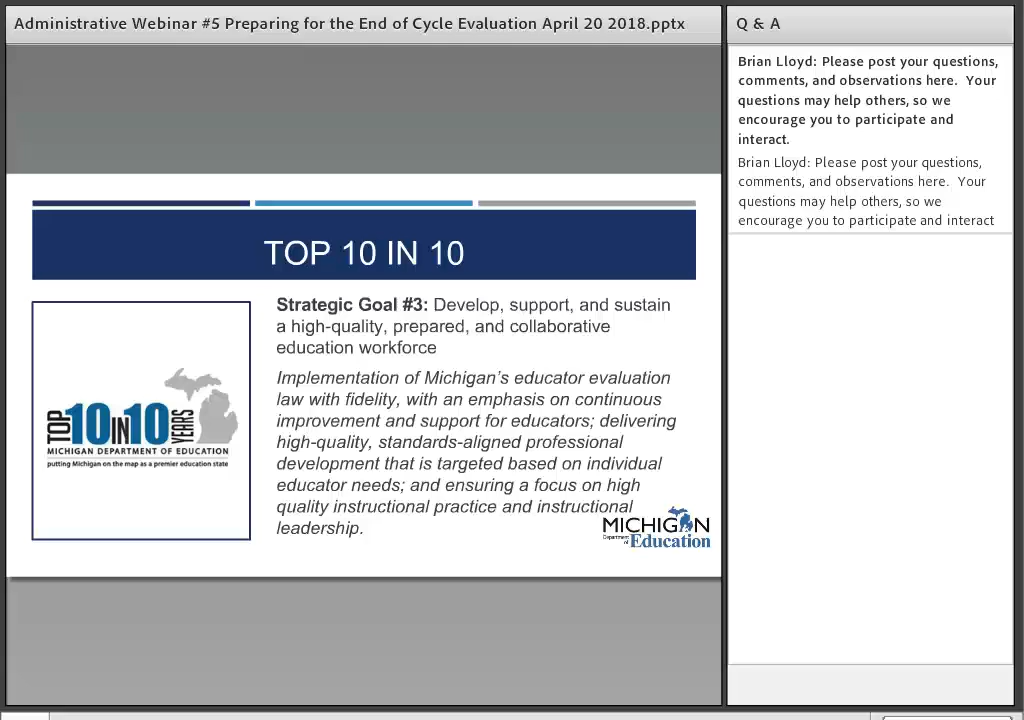 Administrative Webinar #5 Preparing for the End of Cycle Evaluation April 20 2018.pptx
TOP 10 IN 10
TOP 10 IN 10 YEARS
MICHIGAN DEPARTMENT OF EDUCATION
putting Michigan on the map as a premier education state
Strategic Goal #3: Develop, support, and sustain
a high-quality, prepared, and collaborative
education workforce
Implementation of Michigan's educator evaluation
law with fidelity, with an emphasis on continuous
improvement and support for educators; delivering
high-quality, standards-aligned professional
development that is targeted based on individual
educator needs; and ensuring a focus on high
quality instructional practice and instructional
leadership.
MICHIGAN
Department
of Education
Q & A
Brian Lloyd: Please post your questions,
comments, and observations here.  Your
questions may help others, so we
encourage you to participate and
interact.
Brian Lloyd: Please post your questions,
comments, and observations here.  Your
questions may help others, so we
encourage you to participate and interact